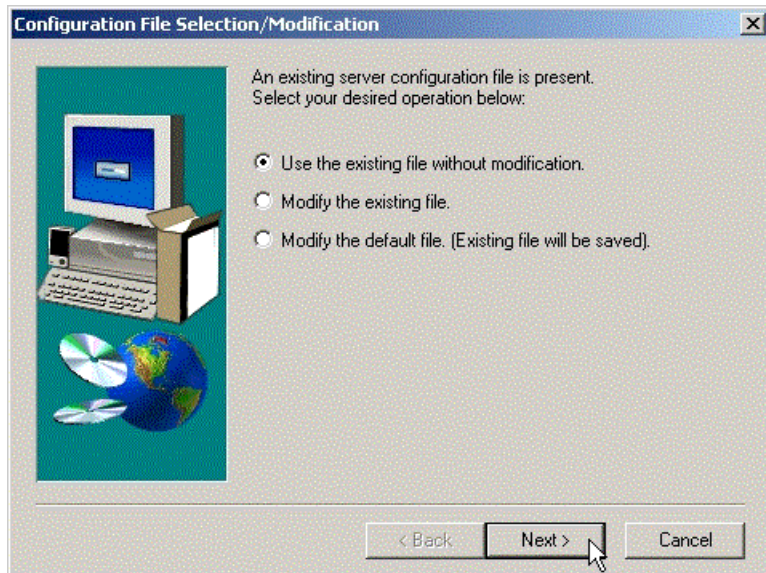 Configuration File Selection/Modification
An existing server configuration file is present.
Select your desired operation below:
Use the existing file without modification.
Modify the existing file.
Modify the default file. (Existing file will be saved).
< Back
Next >
Cancel